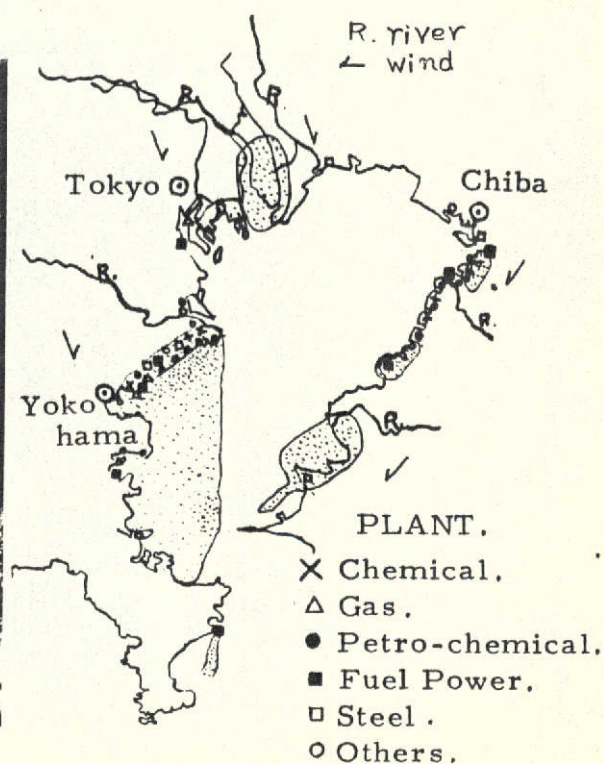 R. river
← wind
R
R
Tokyo
Chiba
R.
R.
Yoko
hama
R.
R
PLANT.
× Chemical.
△ Gas.
● Petro-chemical.
■ Fuel Power.
□ Steel.
○ Others.